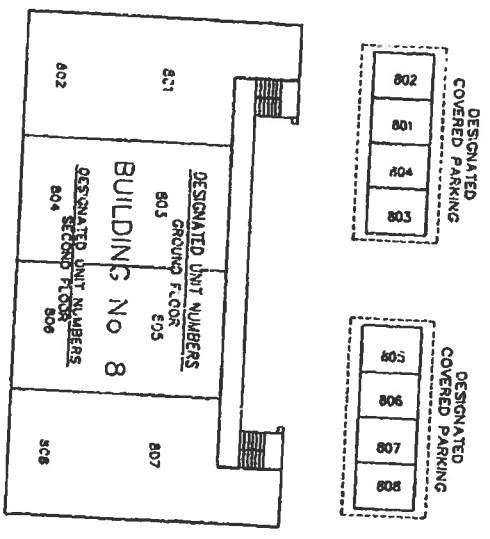 DESIGNATED
COVERED PARKING
802
801
804
803
DESIGNATED
COVERED PARKING
805
806
807
808
DESIGNATED UNIT NUMBERS
GROUND FLOOR
801
803
805
807
BUILDING No 8
DESIGNATED UNIT NUMBERS
SECOND FLOOR
802
804
806
808